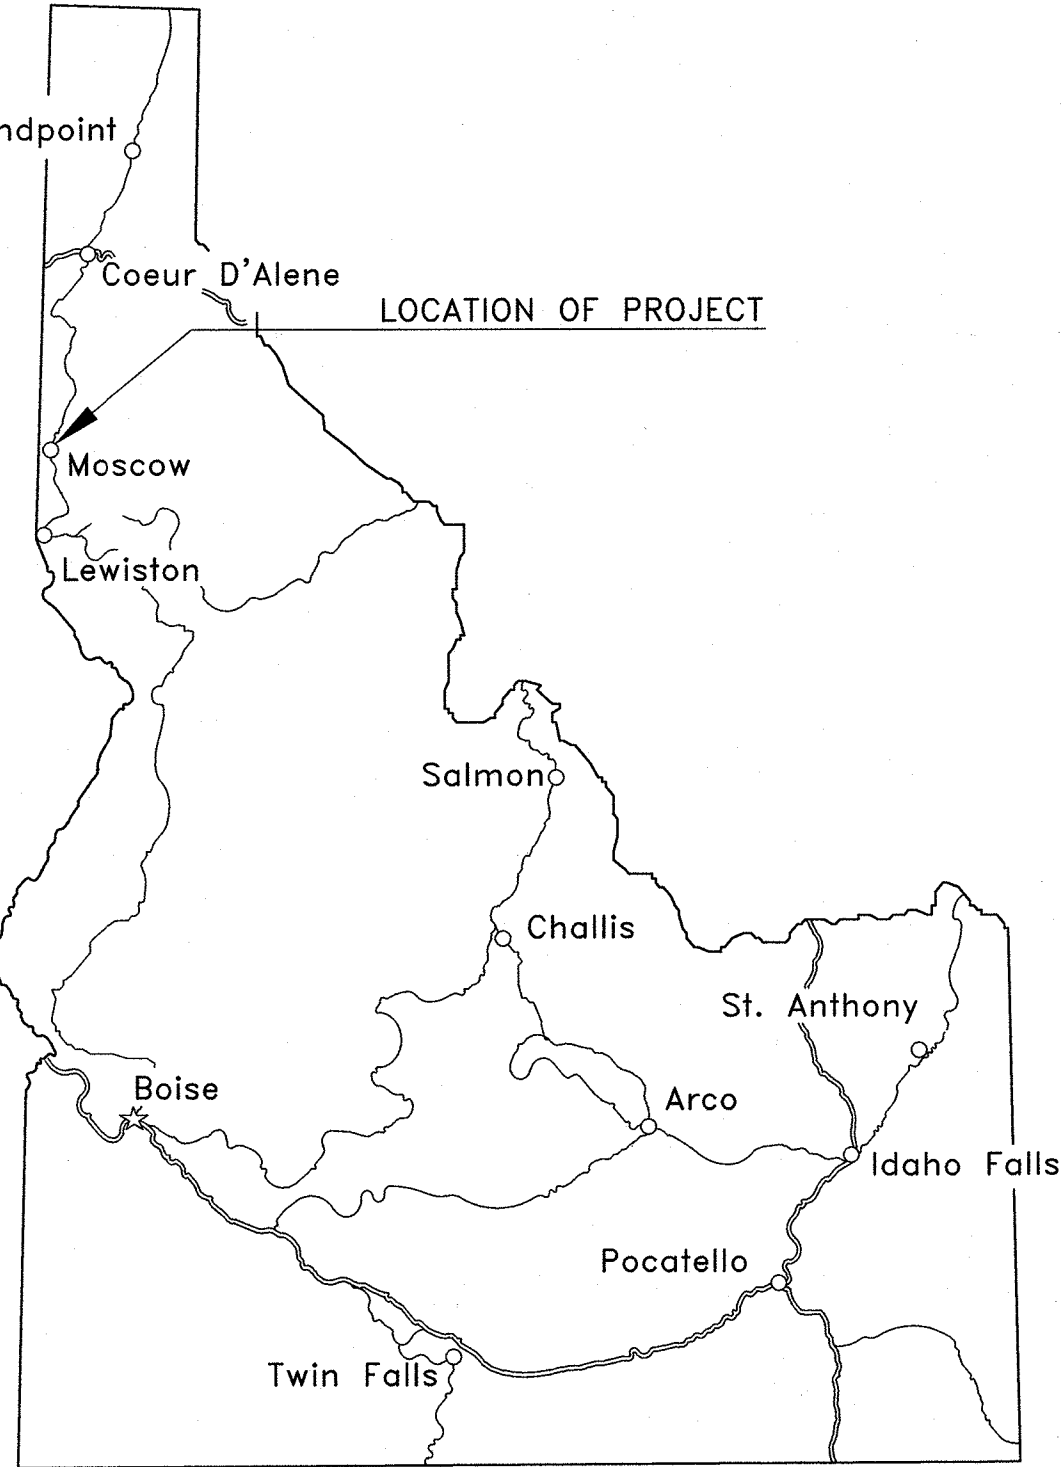 ndpoint
Coeur D'Alene
LOCATION OF PROJECT
Moscow
Lewiston
Salmon
Challis
St. Anthony
Boise
Arco
Idaho Falls
Pocatello
Twin Falls